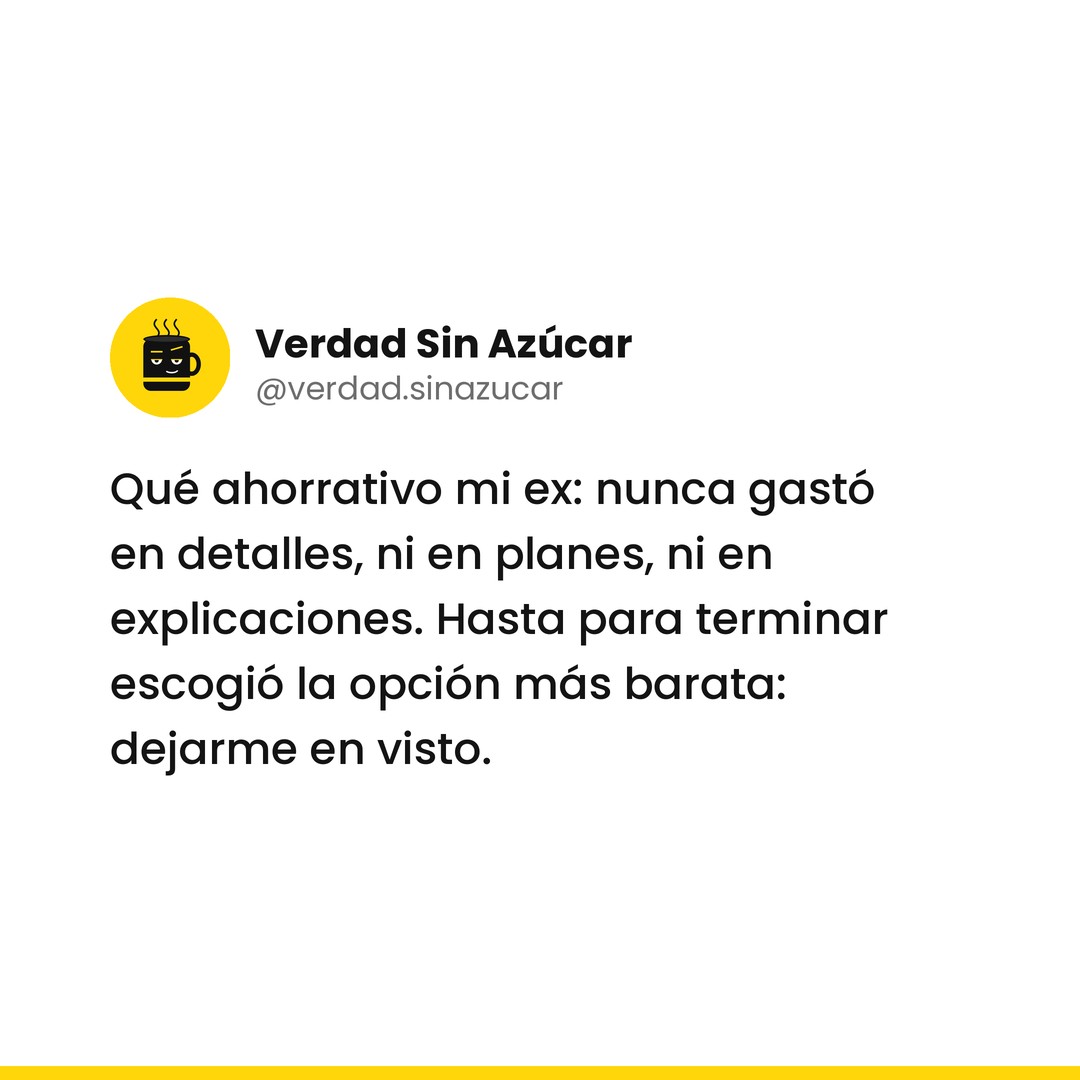 Verdad Sin Azúcar
@verdad.sinazucar
Qué ahorrativo mi ex: nunca gastó
en detalles, ni en planes, ni en
explicaciones. Hasta para terminar
escogió la opción más barata:
dejarme en visto.